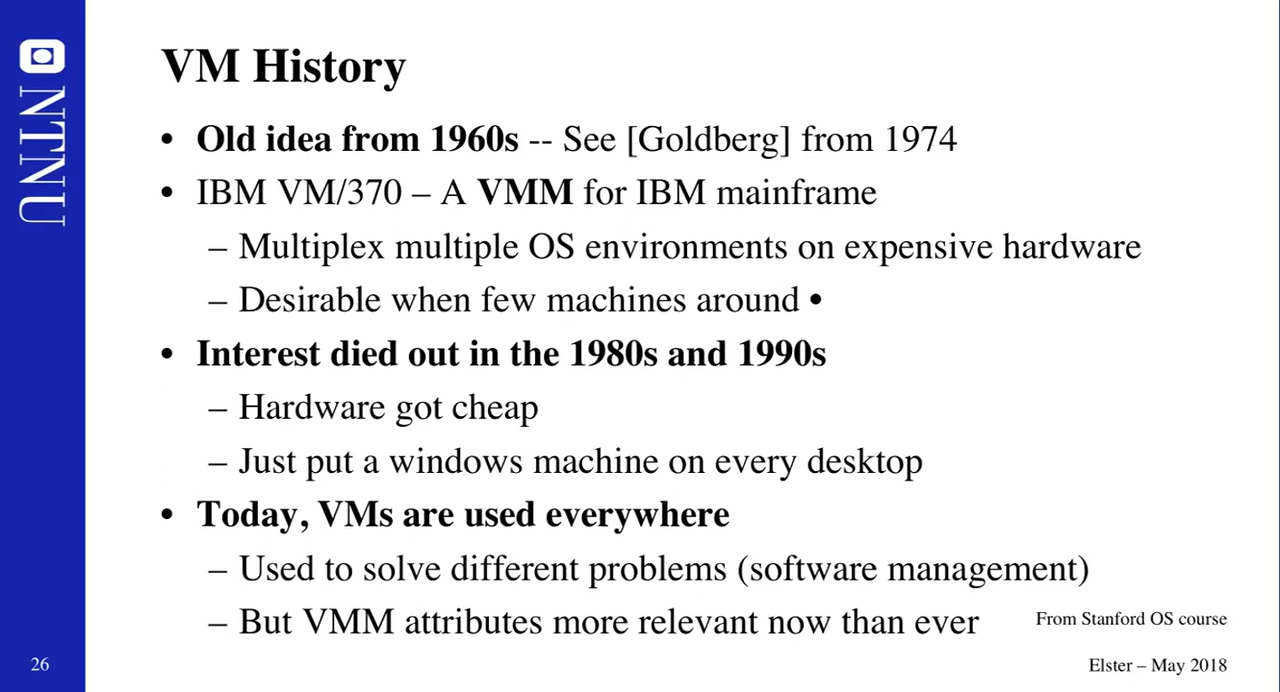 NTNU
VM History
• Old idea from 1960s -- See [Goldberg] from 1974
• IBM VM/370 – A VMM for IBM mainframe
– Multiplex multiple OS environments on expensive hardware
– Desirable when few machines around •
• Interest died out in the 1980s and 1990s
– Hardware got cheap
– Just put a windows machine on every desktop
• Today, VMs are used everywhere
– Used to solve different problems (software management)
– But VMM attributes more relevant now than ever
From Stanford OS course
26
Elster – May 2018